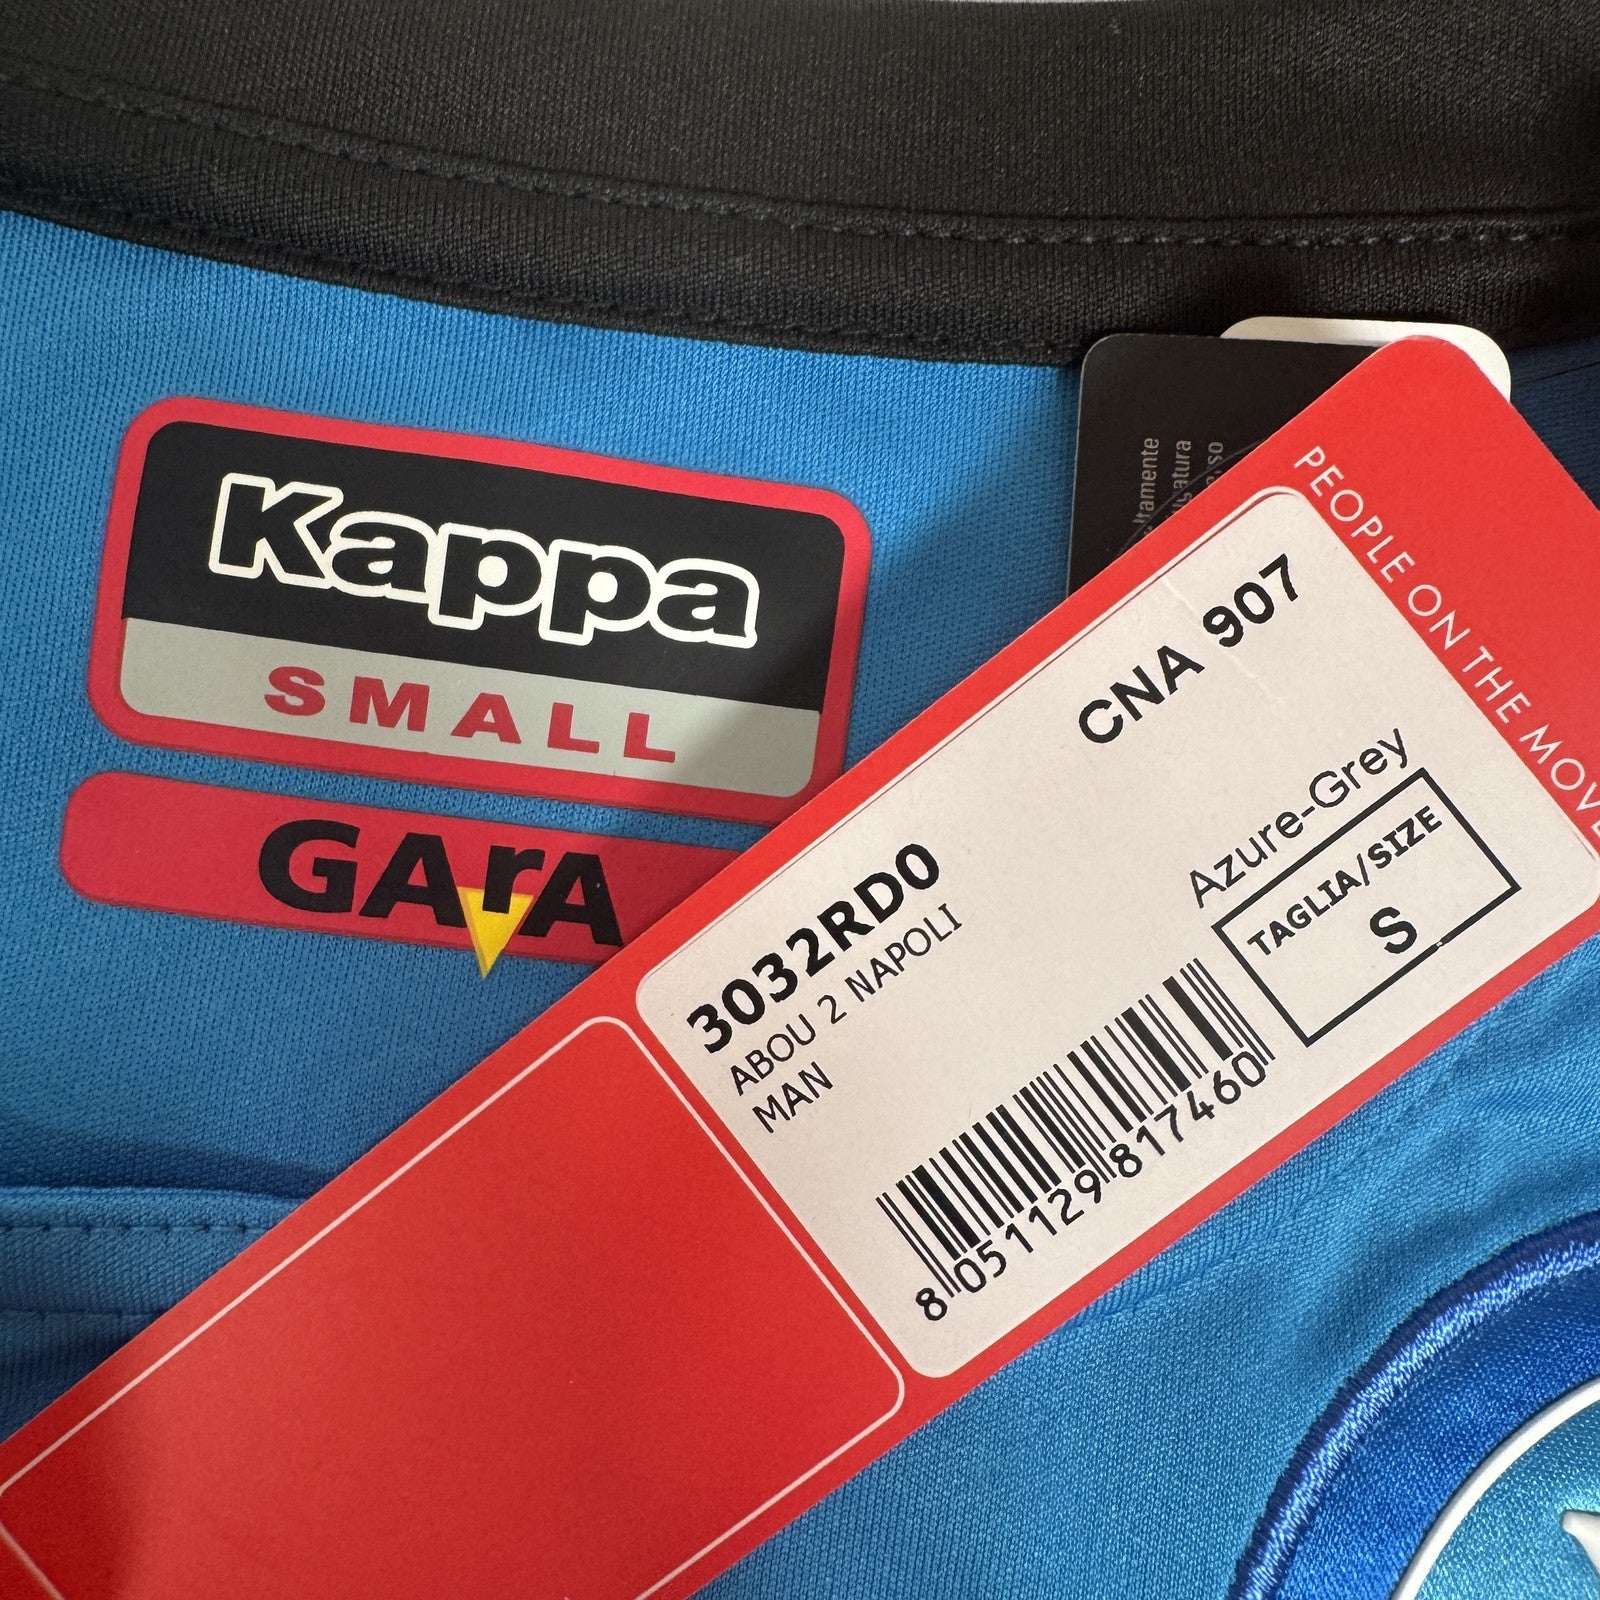 Kappa
SMALL
GArA
PEOPLE ON THE MOVE
CNA 907
Azure-Grey
TAGLIA/SIZE
S
3032RD0
ABOU 2 NAPOLI
MAN
8 051129 817460